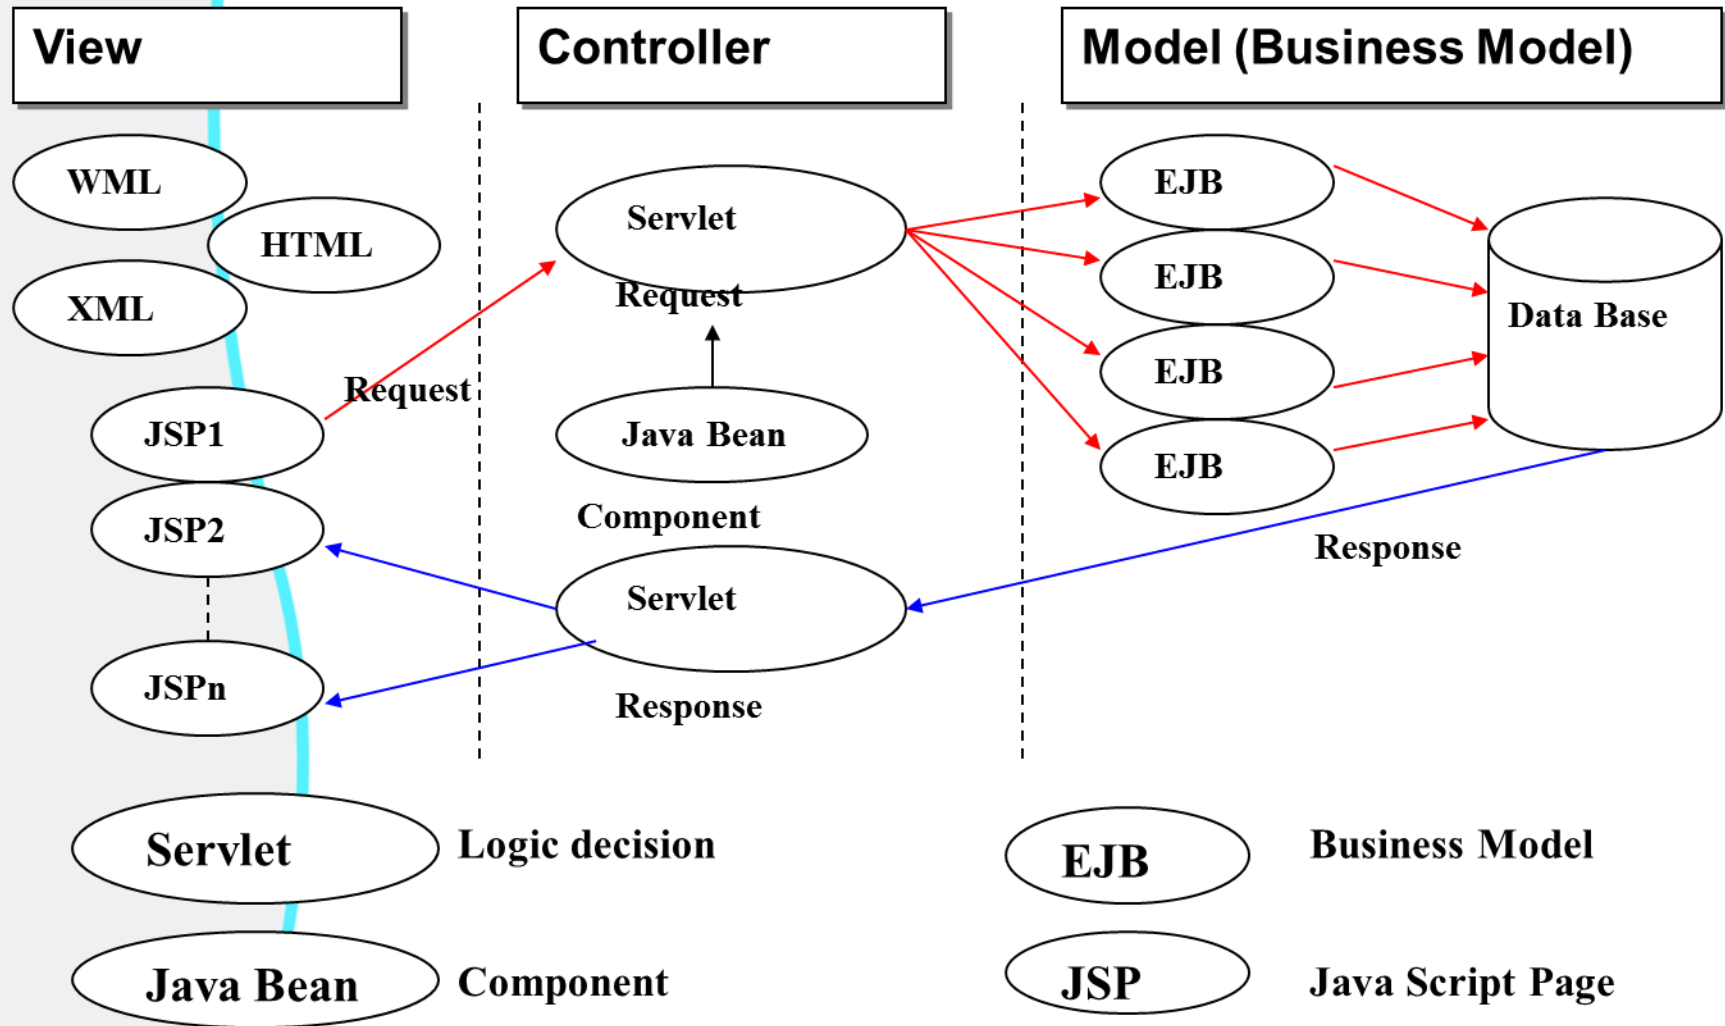 View
Controller
Model (Business Model)
WML
HTML
XML
JSP1
JSP2
JSPn
Request
Servlet
Request
Java Bean
Component
Servlet
Response
EJB
EJB
EJB
EJB
Data Base
Response
Servlet
Logic decision
EJB
Business Model
Java Bean
Component
JSP
Java Script Page